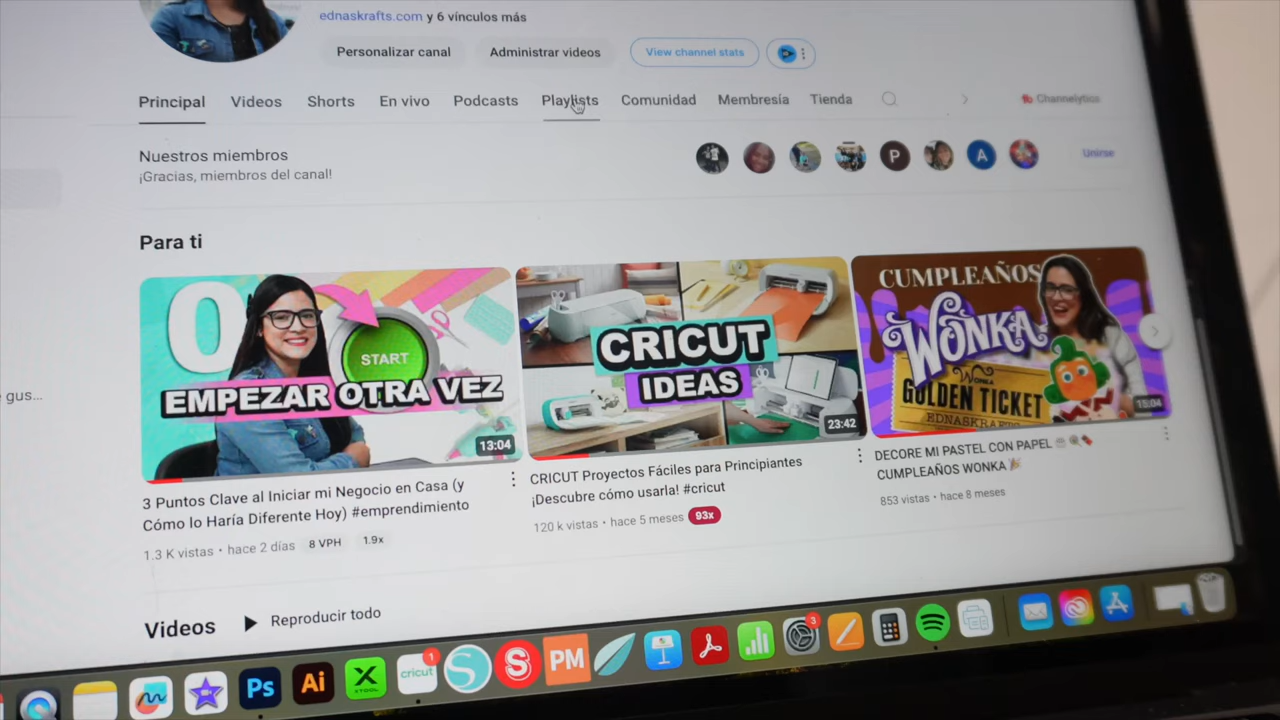 ednaskrafts.com y 6 vínculos más
Personalizar canal Administrar videos View channel stats
Principal Videos Shorts En vivo Podcasts Playlists Comunidad Membresía Tienda Channelytics
Nuestros miembros
¡Gracias, miembros del canal!
P A Unirse
Para ti
0
START
EMPEZAR OTRA VEZ
13:04
3 Puntos Clave al Iniciar mi Negocio en Casa (y
Cómo lo Haría Diferente Hoy) #emprendimiento
1.3 K vistas • hace 2 días 8 VPH 1.9x
CRICUT
IDEAS
23:42
CRICUT Proyectos Fáciles para Principiantes
¡Descubre cómo usarla! #cricut
120 k vistas • hace 5 meses 93x
CUMPLEAÑOS
WONKA
WONKA
GOLDEN TICKET
EDNASKRAFTS
15:04
DECORE MI PASTEL CON PAPEL
CUMPLEAÑOS WONKA
853 vistas • hace 8 meses
gus...
Videos Reproducir todo
Ps Ai X XTOOL cricut 1 S S PM 3